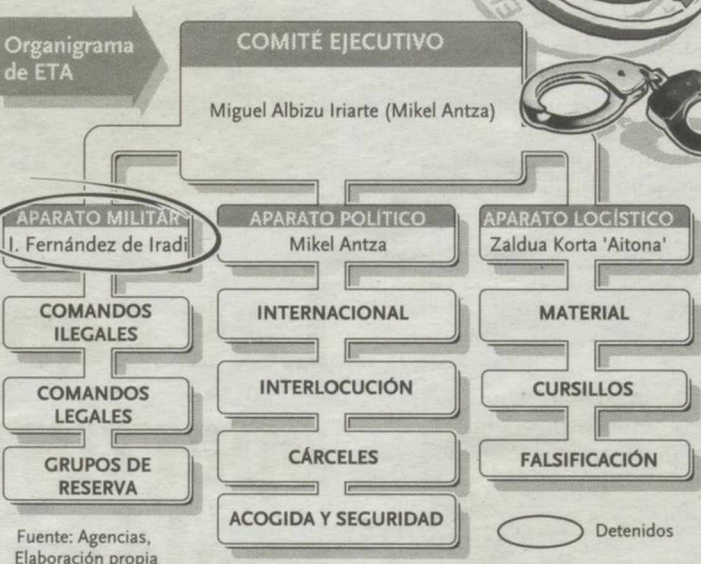 Organigrama
de ETA
COMITÉ EJECUTIVO
Miguel Albizu Iriarte (Mikel Antza)
APARATO MILITAR
I. Fernández de Iradi
COMANDOS
ILEGALES
COMANDOS
LEGALES
GRUPOS DE
RESERVA
APARATO POLÍTICO
Mikel Antza
INTERNACIONAL
INTERLOCUCIÓN
CÁRCELES
ACOGIDA Y SEGURIDAD
APARATO LOGÍSTICO
Zaldua Korta 'Aitona'
MATERIAL
CURSILLOS
FALSIFICACIÓN
Detenidos
Fuente: Agencias,
Elaboración propia